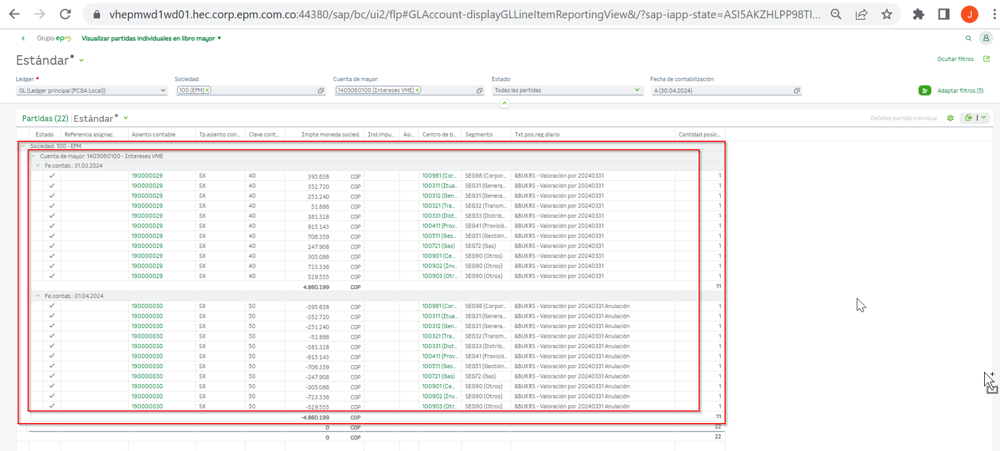 vhepmwd1wd01.hec.corp.epm.com.co:44380/sap/bc/ui2/flp#GLAccount-displayGLLineItemReportingView&/?sap-iapp-state=ASI5AKZHLPP98TI...
J
Grupo·epm Visualizar partidas individuales en libro mayor
Estándar*
Ocultar filtros
Ledger:* Sociedad: Cuenta de mayor: Estado: Fecha de contabilización:
0L (Ledger principal (PCGA Local)) 100 (EPM) 1405060100 (Intereses VME) Todas las partidas A (30.04.2024) Ir Adaptar filtros (5)
Partidas (22) Estándar* Detalles partida individual
Estado Referencia asignac. Asiento contable Tp.asiento con... Clave cont... Impte.moneda socied. Ind.impu... Asi... Centro de b... Segmento Txt.pos.reg.diario Cantidad posic...
Sociedad: 100 - EPM
Cuenta de mayor: 1405060100 - Intereses VME
Fe.contab.: 31.03.2024
190000029 SX 40 395.638 COP 100981 (Cor... SEG98 (Corpor... &BUKRS - Valoración por 20240331 1
190000029 SX 40 352.720 COP 100311 (Itua... SEG31 (Genera... &BUKRS - Valoración por 20240331 1
190000029 SX 40 251.240 COP 100312 (Gen... SEG31 (Genera... &BUKRS - Valoración por 20240331 1
190000029 SX 40 51.886 COP 100321 (Tra... SEG32 (Transm... &BUKRS - Valoración por 20240331 1
190000029 SX 40 381.328 COP 100331 (Dist... SEG33 (Distrib... &BUKRS - Valoración por 20240331 1
190000029 SX 40 915.143 COP 100411 (Prov... SEG41 (Provisió... &BUKRS - Valoración por 20240331 1
190000029 SX 40 706.359 COP 100511 (Ges... SEG51 (Gestión... &BUKRS - Valoración por 20240331 1
190000029 SX 40 247.908 COP 100721 (Gas) SEG72 (Gas) &BUKRS - Valoración por 20240331 1
190000029 SX 40 305.086 COP 100901 (Ce... SEG90 (Otros) &BUKRS - Valoración por 20240331 1
190000029 SX 40 723.336 COP 100902 (Inv... SEG90 (Otros) &BUKRS - Valoración por 20240331 1
190000029 SX 40 529.555 COP 100903 (Otr... SEG90 (Otros) &BUKRS - Valoración por 20240331 1
4.860.199 COP 11
Fe.contab.: 01.04.2024
190000030 SX 50 -395.638 COP 100981 (Cor... SEG98 (Corpor... &BUKRS - Valoración por 20240331 Anulación 1
190000030 SX 50 -352.720 COP 100311 (Itua... SEG31 (Genera... &BUKRS - Valoración por 20240331 Anulación 1
190000030 SX 50 -251.240 COP 100312 (Gen... SEG31 (Genera... &BUKRS - Valoración por 20240331 Anulación 1
190000030 SX 50 -51.886 COP 100321 (Tra... SEG32 (Transm... &BUKRS - Valoración por 20240331 Anulación 1
190000030 SX 50 -381.328 COP 100331 (Dist... SEG33 (Distrib... &BUKRS - Valoración por 20240331 Anulación 1
190000030 SX 50 -915.143 COP 100411 (Prov... SEG41 (Provisió... &BUKRS - Valoración por 20240331 Anulación 1
190000030 SX 50 -706.359 COP 100511 (Ges... SEG51 (Gestión... &BUKRS - Valoración por 20240331 Anulación 1
190000030 SX 50 -247.908 COP 100721 (Gas) SEG72 (Gas) &BUKRS - Valoración por 20240331 Anulación 1
190000030 SX 50 -305.086 COP 100901 (Ce... SEG90 (Otros) &BUKRS - Valoración por 20240331 Anulación 1
190000030 SX 50 -723.336 COP 100902 (Inv... SEG90 (Otros) &BUKRS - Valoración por 20240331 Anulación 1
190000030 SX 50 -529.555 COP 100903 (Otr... SEG90 (Otros) &BUKRS - Valoración por 20240331 Anulación 1
-4.860.199 COP 11
0 COP 22
0 COP 22